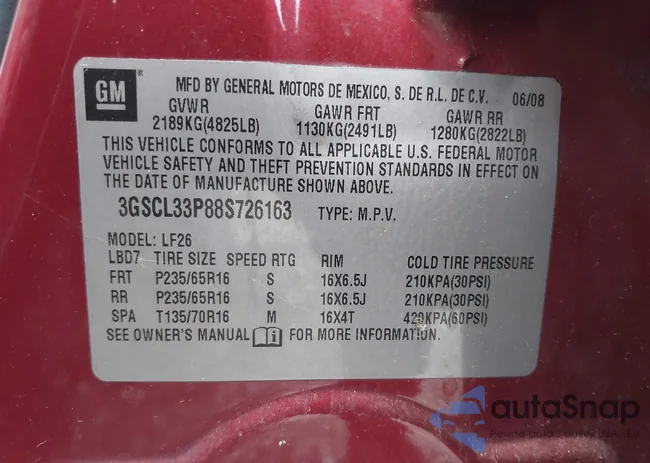 GM ® MFD BY GENERAL MOTORS DE MEXICO, S. DE R.L. DE C.V. 06/08
GVWR GAWR FRT GAWR RR
2189KG(4825LB) 1130KG(2491LB) 1280KG(2822LB)
THIS VEHICLE CONFORMS TO ALL APPLICABLE U.S. FEDERAL MOTOR
VEHICLE SAFETY AND THEFT PREVENTION STANDARDS IN EFFECT ON
THE DATE OF MANUFACTURE SHOWN ABOVE.
3GSCL33P88S726163 TYPE: M.P.V.
MODEL: LF26
LBD7 TIRE SIZE SPEED RTG RIM COLD TIRE PRESSURE
FRT P235/65R16 S 16X6.5J 210KPA(30PSI)
RR P235/65R16 S 16X6.5J 210KPA(30PSI)
SPA T135/70R16 M 16X4T 420KPA(60PSI)
SEE OWNER'S MANUAL i FOR MORE INFORMATION.
autoSnap